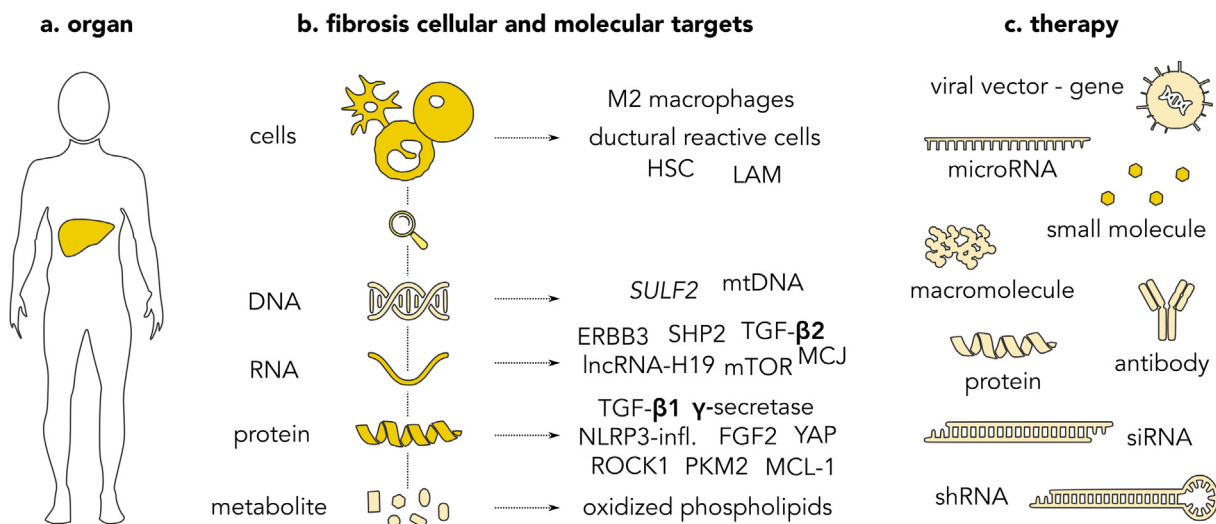 a. organ
b. fibrosis cellular and molecular targets
c. therapy
cells
M2 macrophages
ductural reactive cells
HSC LAM
DNA
SULF2 mtDNA
RNA
ERBB3 SHP2 TGF-β2
lncRNA-H19 mTOR MCJ
protein
TGF-β1 γ-secretase
NLRP3-infl. FGF2 YAP
ROCK1 PKM2 MCL-1
metabolite
oxidized phospholipids
viral vector - gene
microRNA
small molecule
macromolecule
antibody
protein
siRNA
shRNA